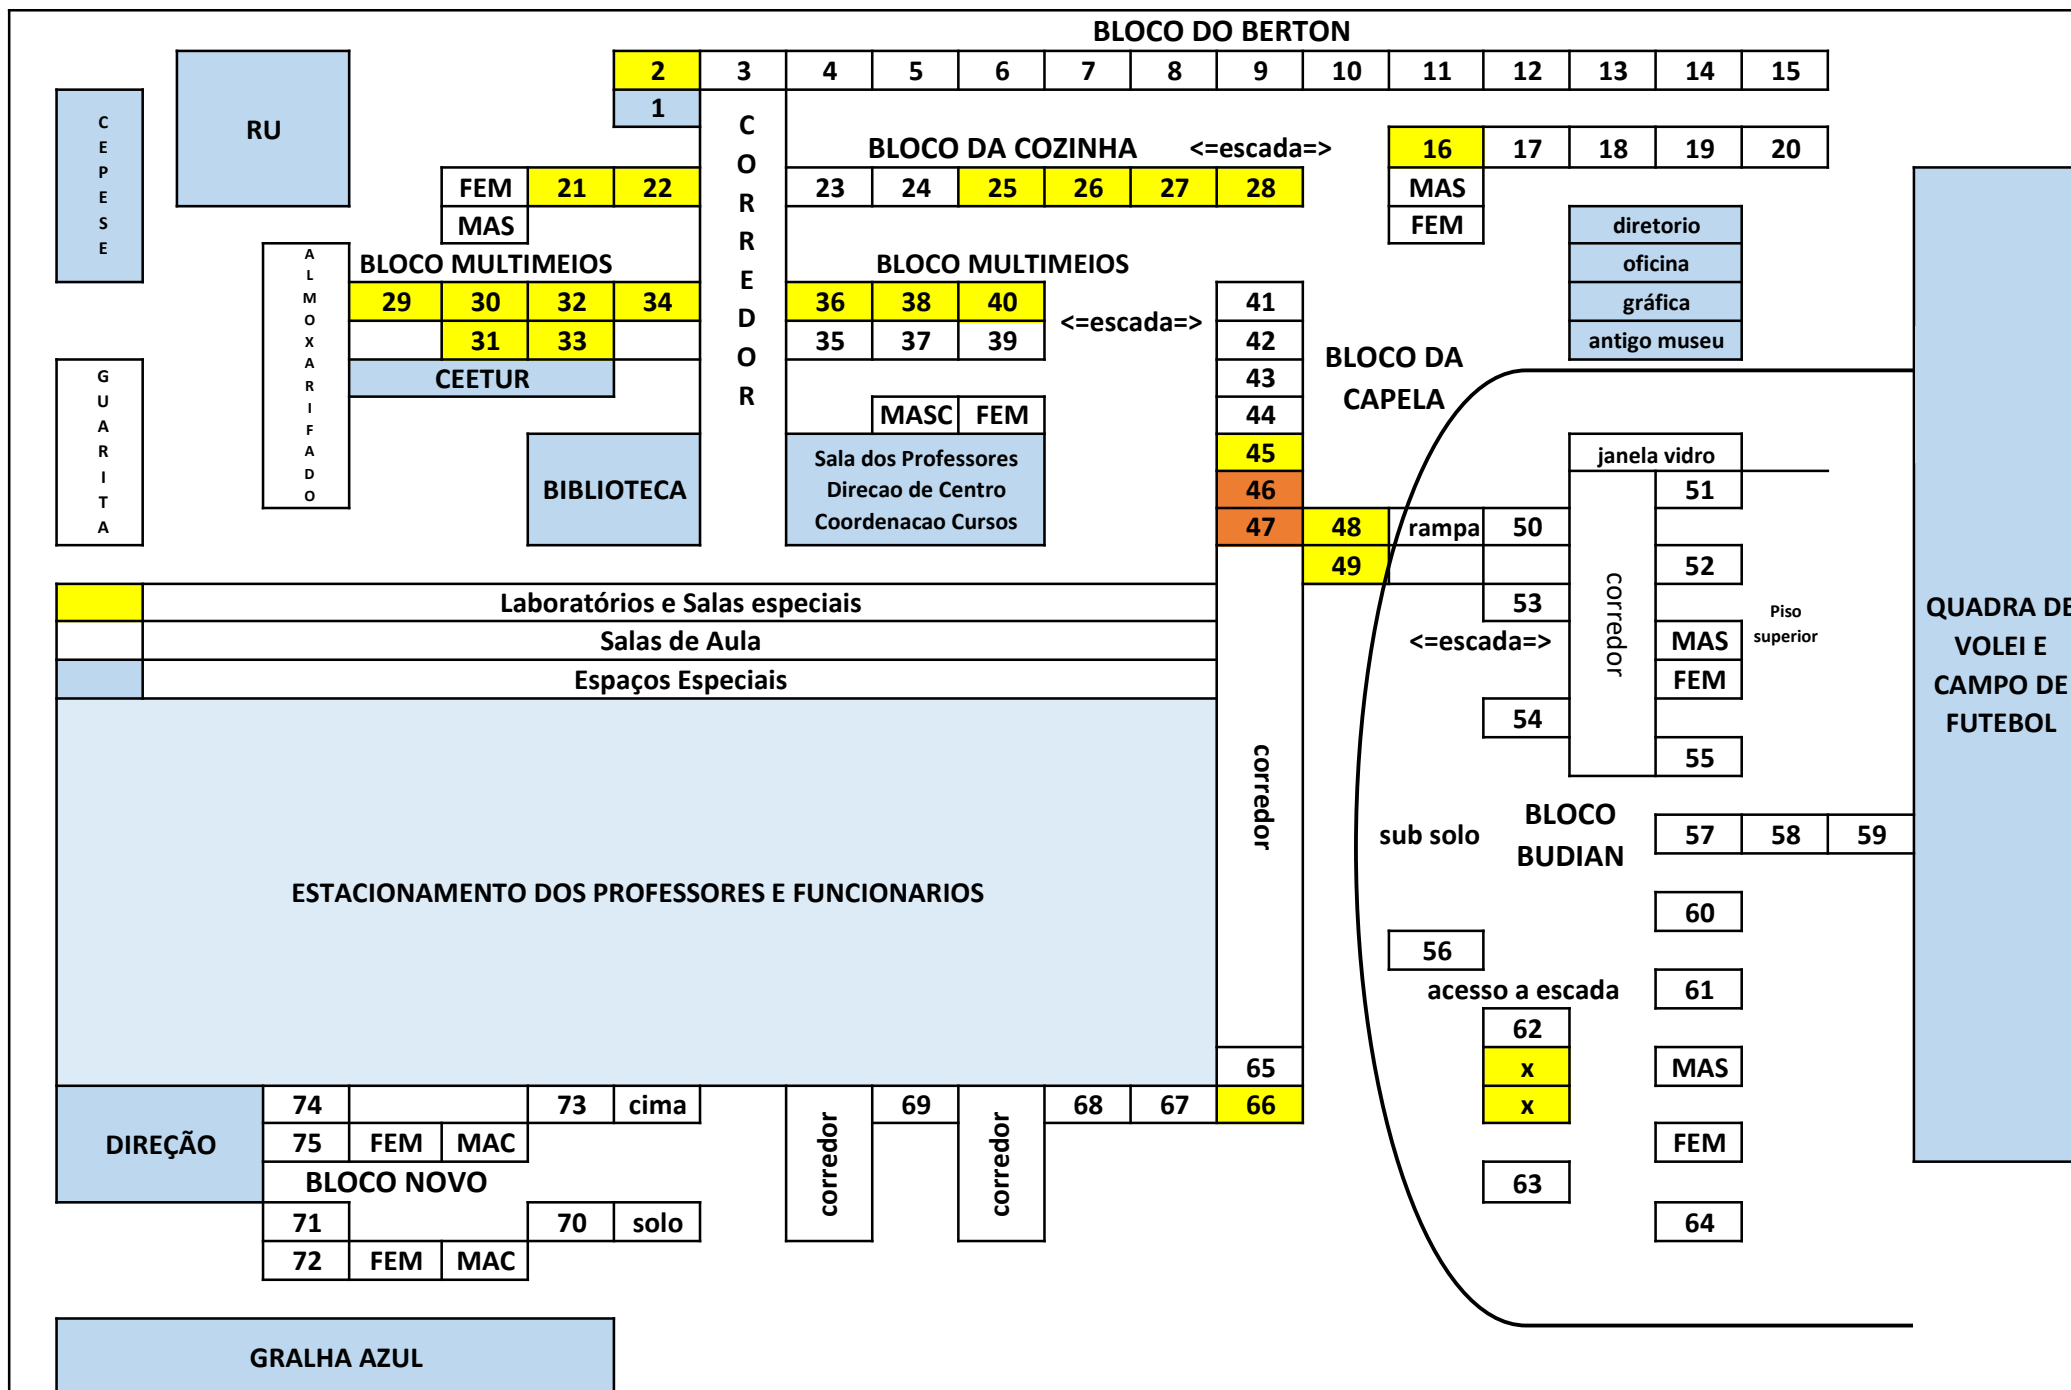 BLOCO DO BERTON
2 3 4 5 6 7 8 9 10 11 12 13 14 15
CEPESE
RU
1
CORREDOR
BLOCO DA COZINHA <=escada=>
16 17 18 19 20
FEM 21 22
23 24 25 26 27 28
MAS
MAS
FEM
diretorio
oficina
gráfica
antigo museu
ALMOXARIFADO
BLOCO MULTIMEIOS
BLOCO MULTIMEIOS
29 30 32 34
36 38 40
<=escada=>
41
31 33
35 37 39
42
CEETUR
43
BLOCO DA
CAPELA
GUARITA
MASC FEM
44
BIBLIOTECA
Sala dos Professores
Direcao de Centro
Coordenacao Cursos
45
46
47 48 rampa 50
49
janela vidro
51
52
corredor
53
<=escada=>
MAS
FEM
Piso
superior
54
55
QUADRA DE
VOLEI E
CAMPO DE
FUTEBOL
Laboratórios e Salas especiais
Salas de Aula
Espaços Especiais
corredor
ESTACIONAMENTO DOS PROFESSORES E FUNCIONARIOS
sub solo
BLOCO
BUDIAN
57 58 59
60
56
acesso a escada
61
62
x
x
MAS
FEM
63
64
65
DIREÇÃO
74 73 cima
corredor
69
corredor
68 67 66
75 FEM MAC
BLOCO NOVO
71 70 solo
72 FEM MAC
GRALHA AZUL